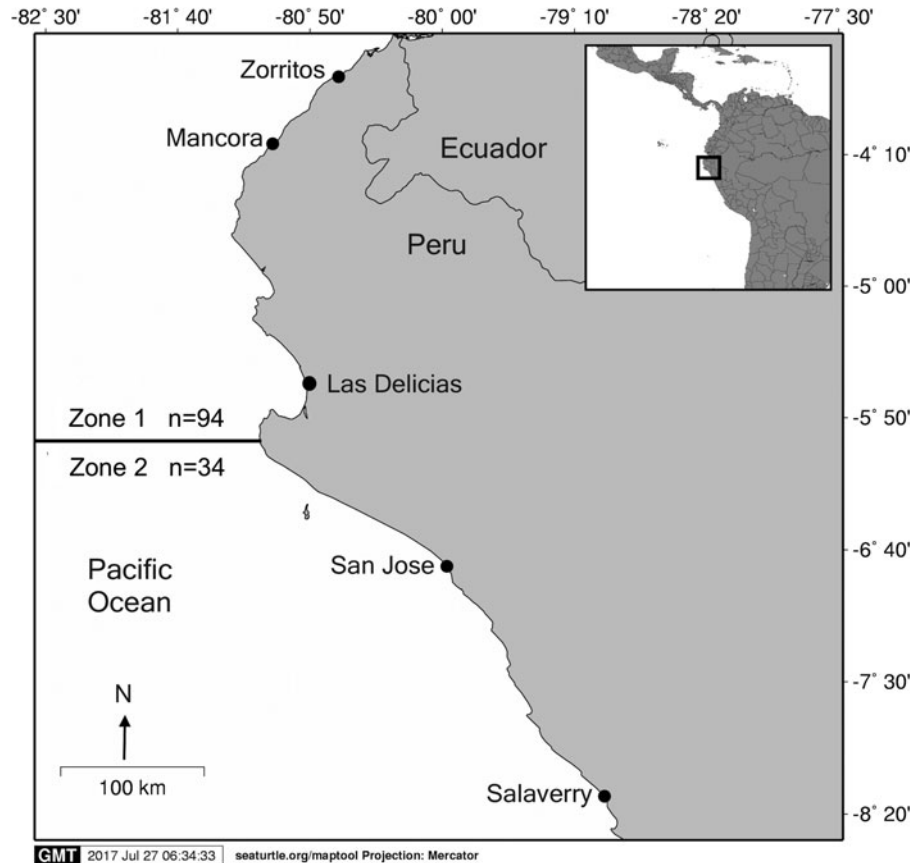 -82° 30' -81° 40' -80° 50' -80° 00' -79° 10' -78° 20' -77° 30'
Zorritos
Mancora
Ecuador
-4° 10'
Peru
-5° 00'
Las Delicias
Zone 1 n=94
-5° 50'
Zone 2 n=34
San Jose
-6° 40'
Pacific
Ocean
N
-7° 30'
100 km
Salaverry
-8° 20'
GMT 2017 Jul 27 06:34:33 seaturtle.org/maptool Projection: Mercator